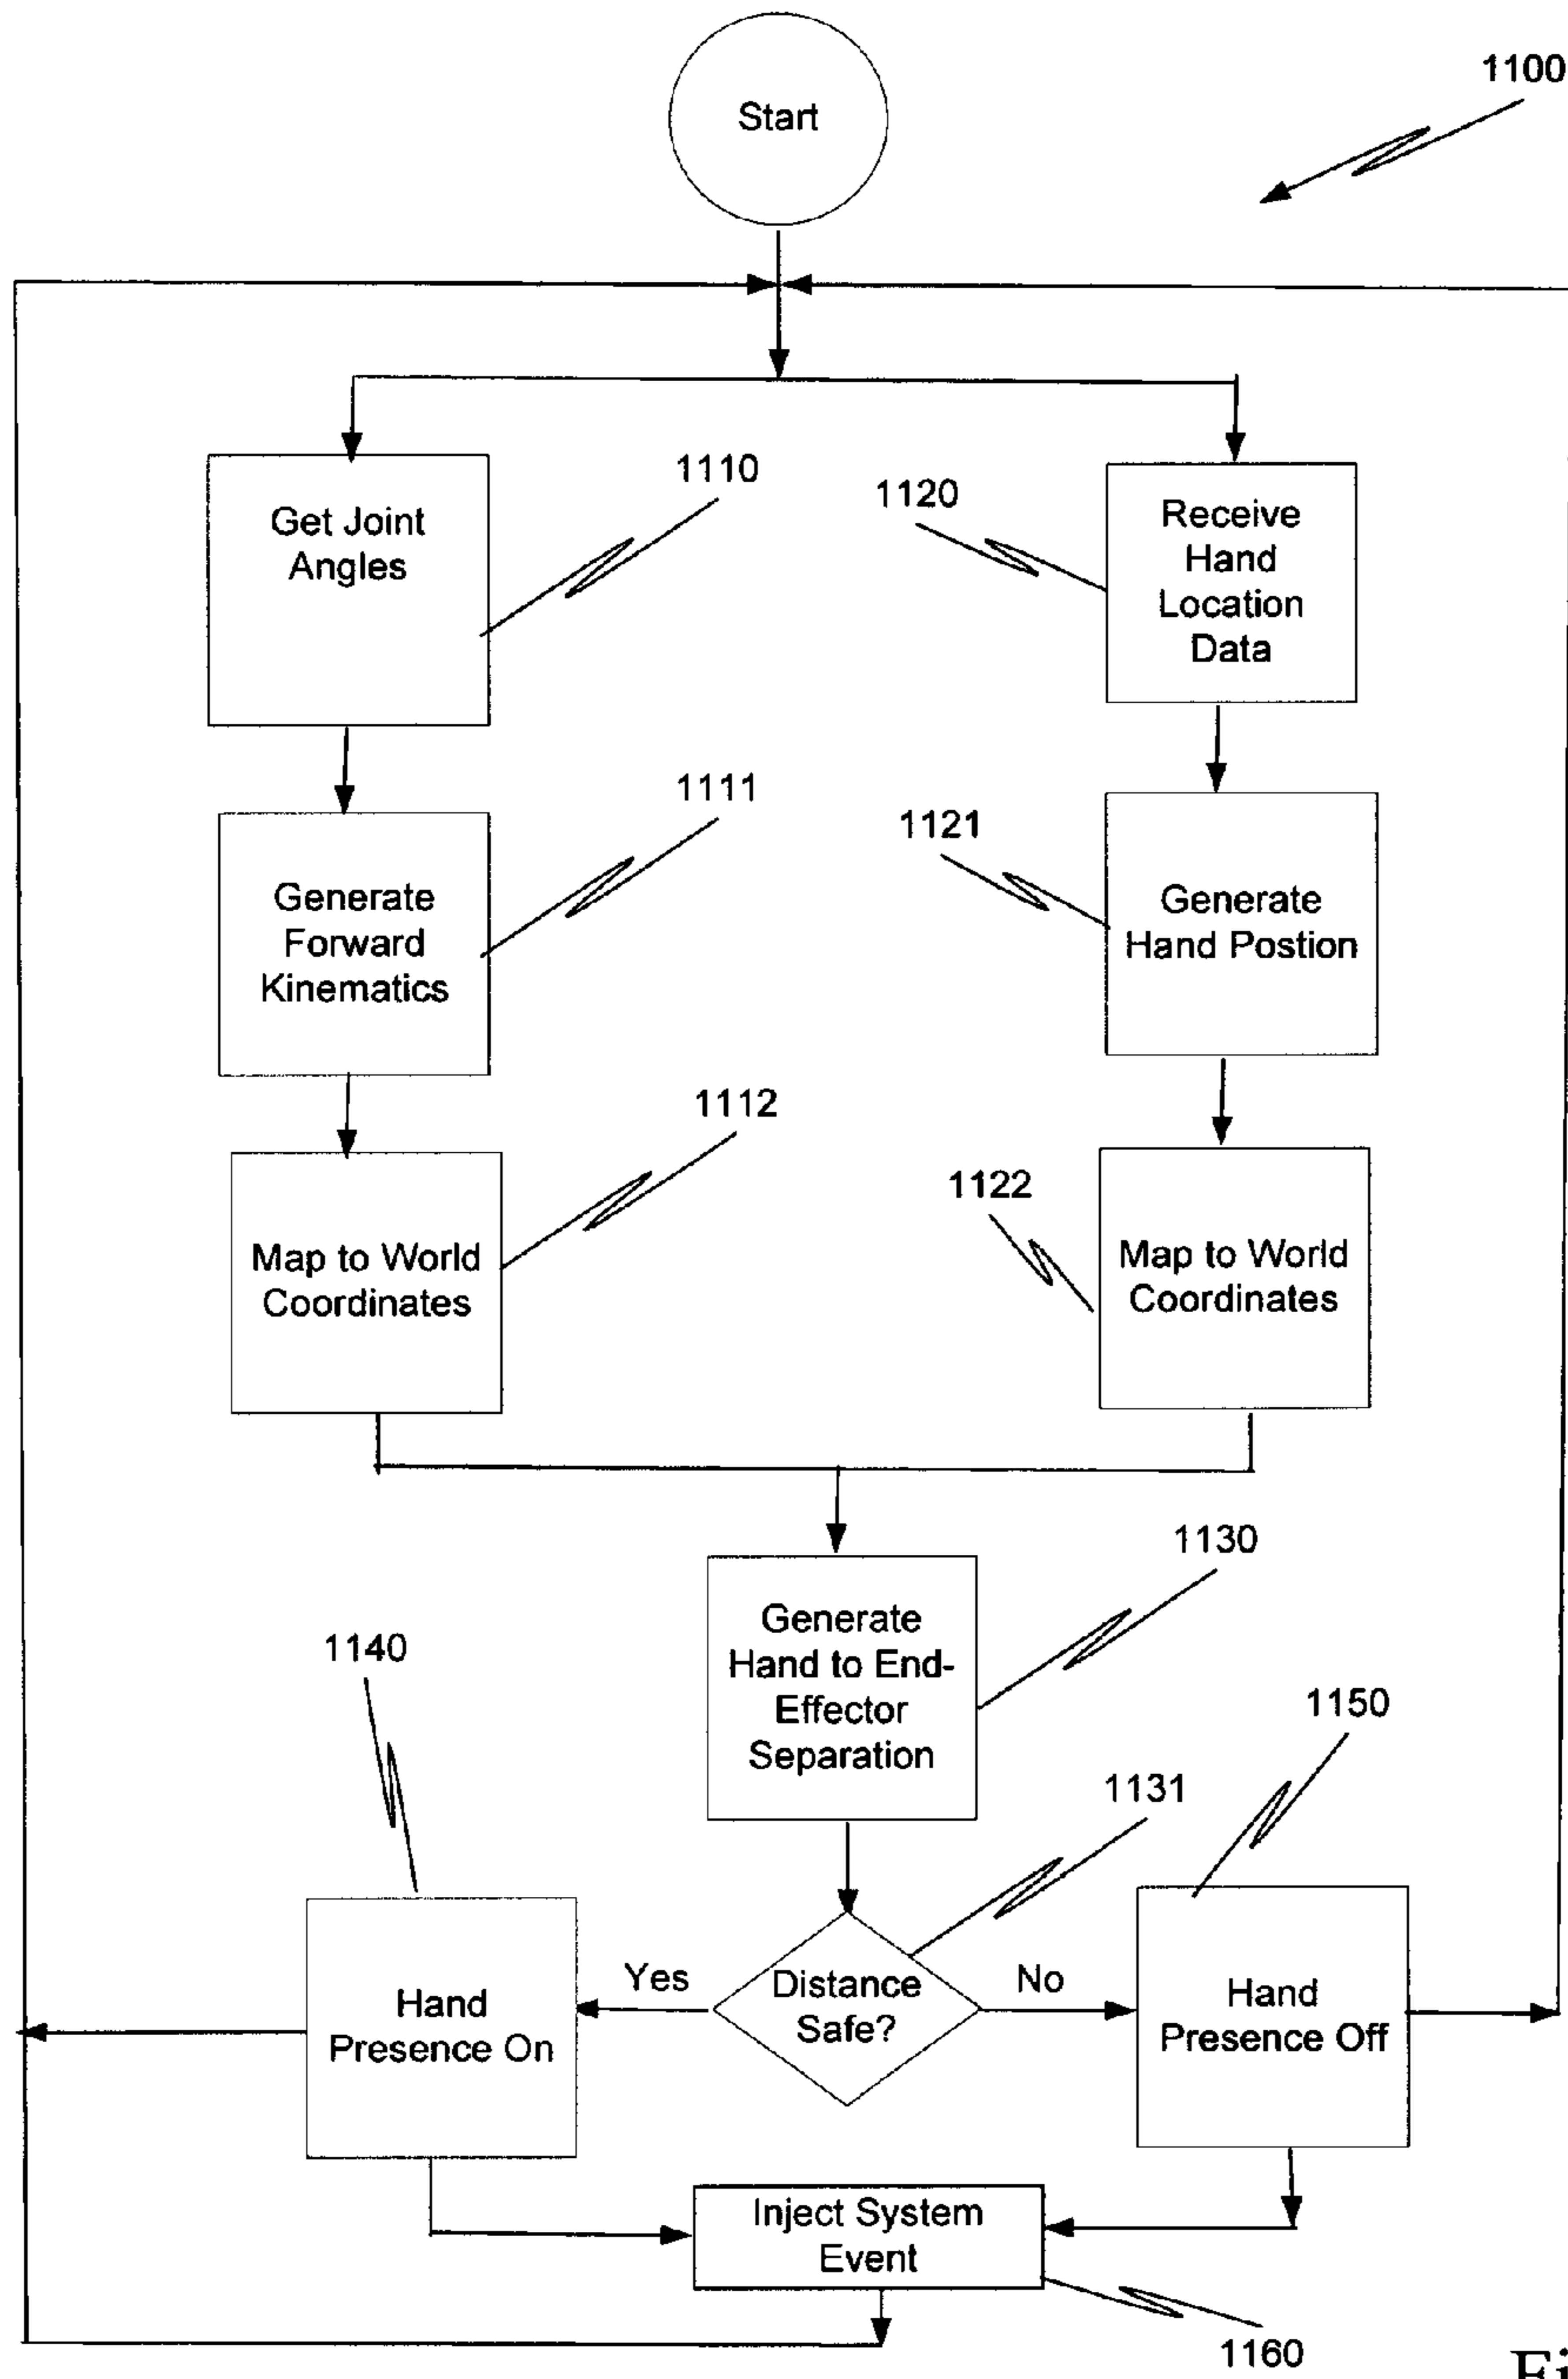 Start
1100
Get Joint
Angles
1110
1120
Receive
Hand
Location
Data
Generate
Forward
Kinematics
1111
1121
Generate
Hand Postion
Map to World
Coordinates
1112
1122
Map to World
Coordinates
Generate
Hand to End-
Effector
Separation
1130
1131
Distance
Safe?
Yes
No
1140
Hand
Presence On
1150
Hand
Presence Off
Inject System
Event
1160